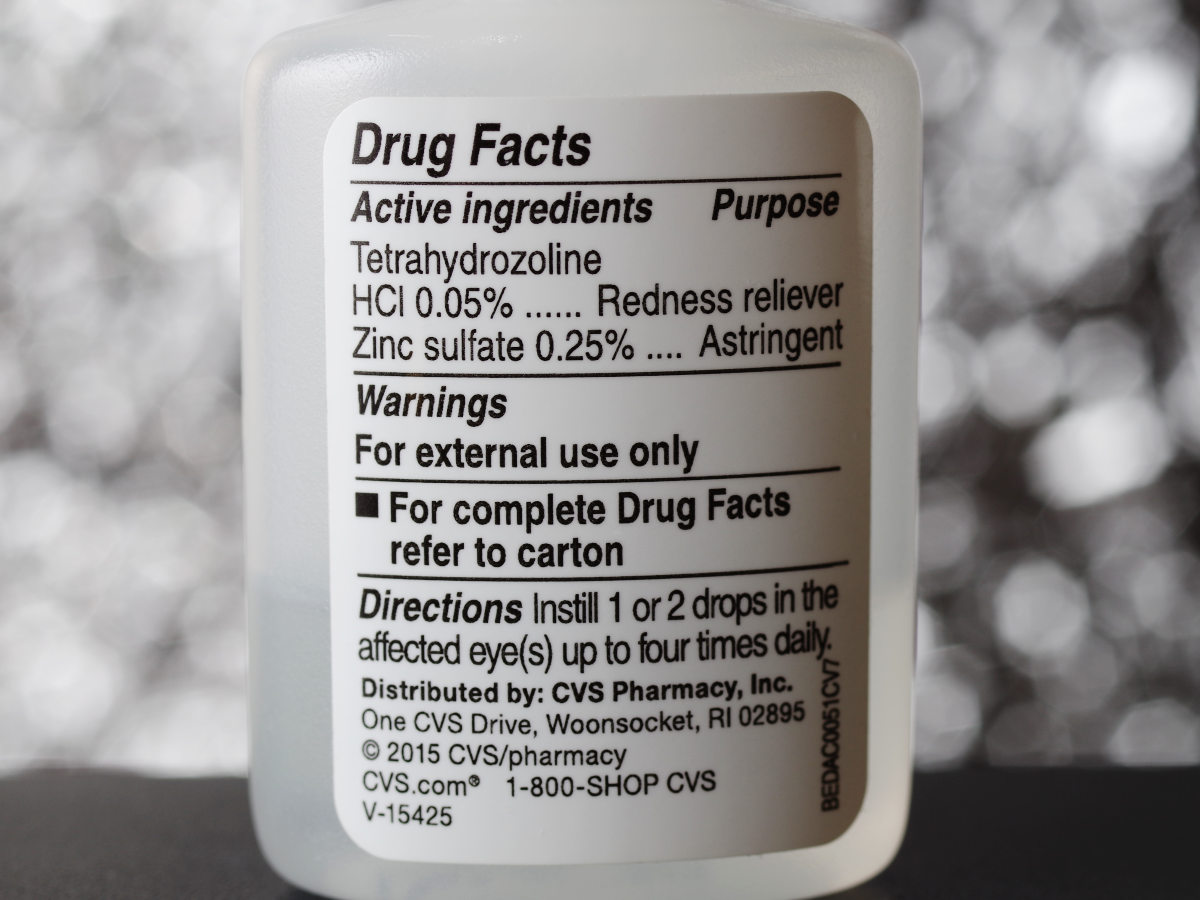 Drug Facts
Active ingredients Purpose
Tetrahydrozoline
HCl 0.05% ...... Redness reliever
Zinc sulfate 0.25% .... Astringent
Warnings
For external use only
■ For complete Drug Facts
refer to carton
Directions Instill 1 or 2 drops in the
affected eye(s) up to four times daily.
Distributed by: CVS Pharmacy, Inc.
One CVS Drive, Woonsocket, RI 02895
© 2015 CVS/pharmacy
CVS.com® 1-800-SHOP CVS
V-15425
BEDAC0051CV7